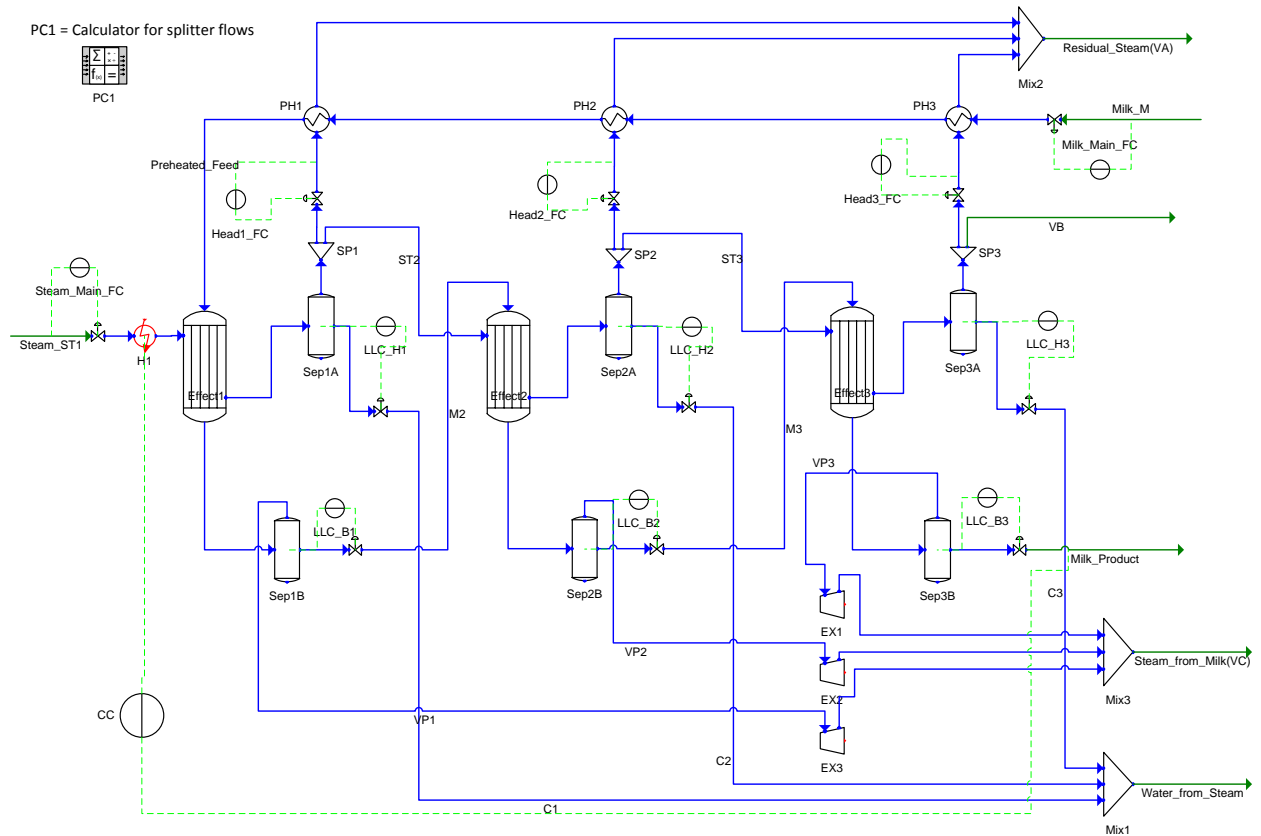 PC1 = Calculator for splitter flows
Σ
f(x)
=
PC1
Residual_Steam(VA)
Mix2
PH1
PH2
PH3
Milk_M
Milk_Main_FC
Preheated_Feed
Head1_FC
Head2_FC
Head3_FC
VB
SP1
SP2
SP3
ST2
ST3
Steam_Main_FC
Steam_ST1
H1
Effect1
Sep1A
LLC_H1
Effect2
Sep2A
LLC_H2
Effect3
Sep3A
LLC_H3
M2
M3
VP3
LLC_B1
LLC_B2
LLC_B3
Milk_Product
Sep1B
Sep2B
Sep3B
C3
EX1
VP2
Steam_from_Milk(VC)
EX2
Mix3
CC
VP1
EX3
C2
C1
Water_from_Steam
Mix1